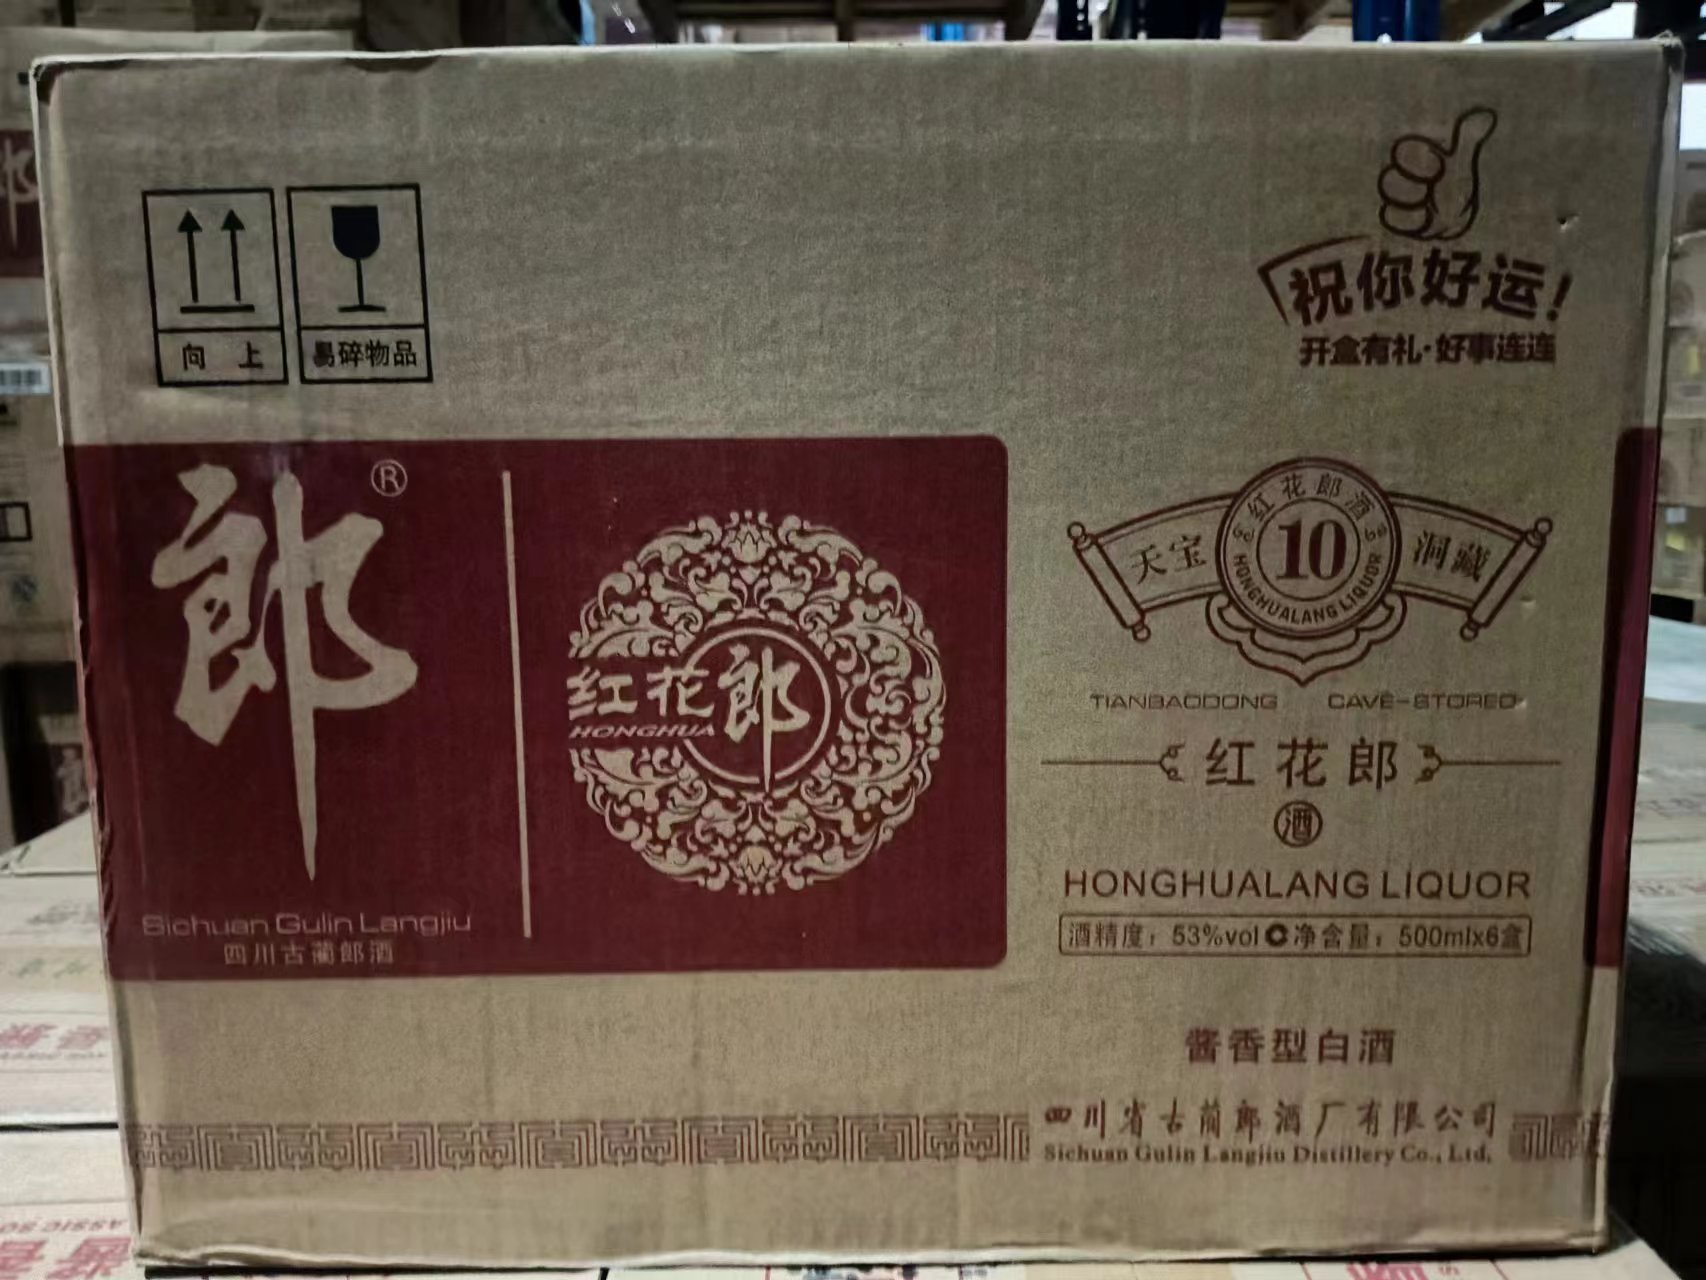 祝你好运!
开盒有礼·好事连连
向 上
易碎物品
郎®
红花郎
HONGHUA
Sichuan Gulin Langjiu
四川古蔺郎酒
红花郎酒
天宝
10
洞藏
HONGHUALANG LIQUOR
TIANBAODONG CAVE-STORED
红花郎
酒
HONGHUALANG LIQUOR
酒精度：53%vol 净含量：500mlx6盒
酱香型白酒
四川省古蔺郎酒厂有限公司
Sichuan Gulin Langjiu Distillery Co., Ltd.